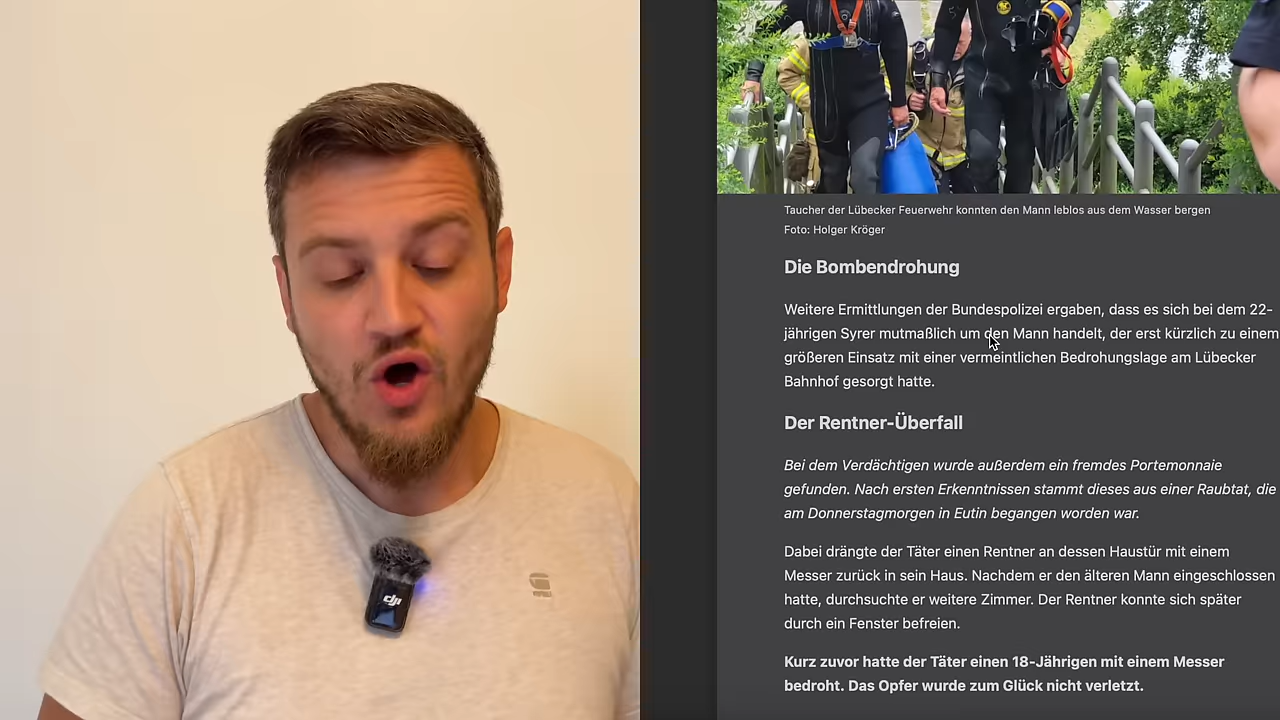 Taucher der Lübecker Feuerwehr konnten den Mann leblos aus dem Wasser bergen
Foto: Holger Kröger
Die Bombendrohung
Weitere Ermittlungen der Bundespolizei ergaben, dass es sich bei dem 22-
jährigen Syrer mutmaßlich um den Mann handelt, der erst kürzlich zu einem
größeren Einsatz mit einer vermeintlichen Bedrohungslage am Lübecker
Bahnhof gesorgt hatte.
Der Rentner-Überfall
Bei dem Verdächtigen wurde außerdem ein fremdes Portemonnaie
gefunden. Nach ersten Erkenntnissen stammt dieses aus einer Raubtat, die
am Donnerstagmorgen in Eutin begangen worden war.
Dabei drängte der Täter einen Rentner an dessen Haustür mit einem
Messer zurück in sein Haus. Nachdem er den älteren Mann eingeschlossen
hatte, durchsuchte er weitere Zimmer. Der Rentner konnte sich später
durch ein Fenster befreien.
Kurz zuvor hatte der Täter einen 18-Jährigen mit einem Messer
bedroht. Das Opfer wurde zum Glück nicht verletzt.
dji